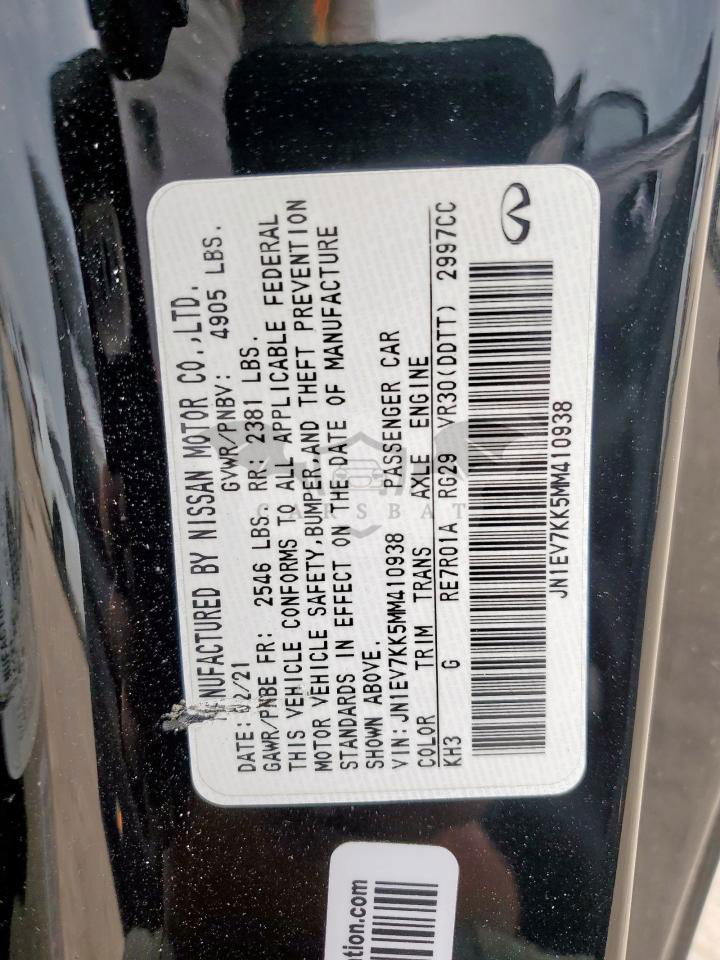 MANUFACTURED BY NISSAN MOTOR CO.,LTD.
DATE: 02/21 GVWR/PNBV: 4905 LBS.
GAWR/PNBE FR: 2546 LBS. RR: 2381 LBS.
THIS VEHICLE CONFORMS TO ALL APPLICABLE FEDERAL
MOTOR VEHICLE SAFETY,BUMPER,AND THEFT PREVENTION
STANDARDS IN EFFECT ON THE DATE OF MANUFACTURE
SHOWN ABOVE.
VIN: JN1EV7KK5MM410938 PASSENGER CAR
COLOR TRIM TRANS AXLE ENGINE
KH3 G RE7R01A RG29 VR30(DDTT) 2997CC
JN1EV7KK5MM410938
CARSBAT
tion.com